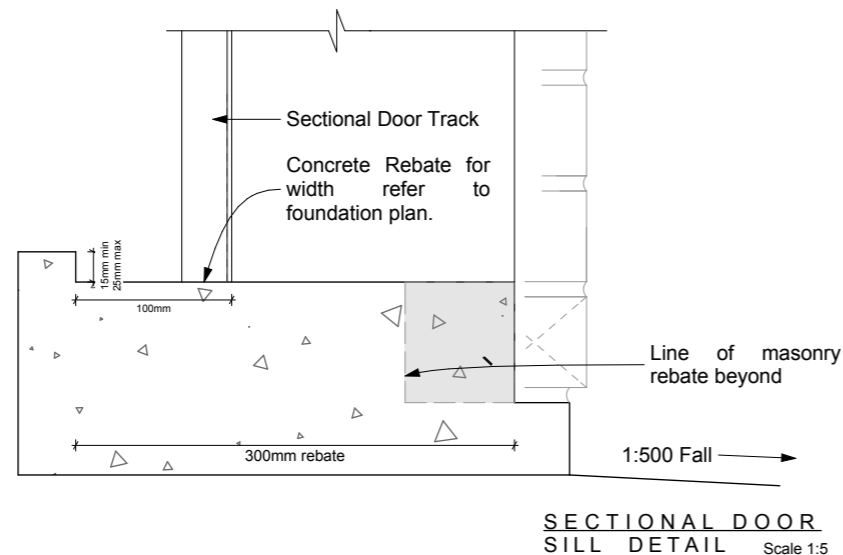 Sectional Door Track
Concrete Rebate for
width refer to
foundation plan.
15mm min
25mm max
100mm
Line of masonry
rebate beyond
300mm rebate
1:500 Fall
SECTIONAL DOOR
SILL DETAIL Scale 1:5